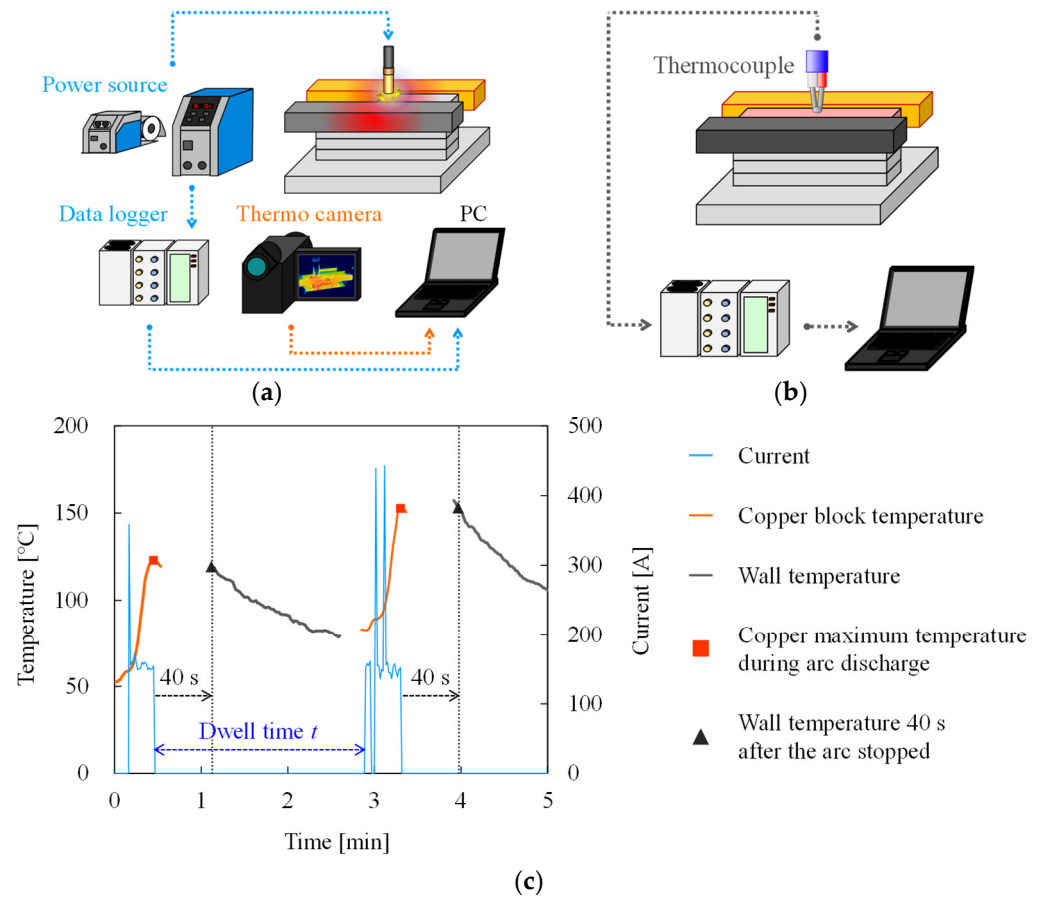 (a)
(b)
Power source
Thermocouple
Data logger
Thermo camera
PC
(c)
200
150
100
50
0
Temperature [°C]
500
400
300
200
100
0
Current [A]
0
1
2
3
4
5
Time [min]
40 s
40 s
Dwell time t
Current
Copper block temperature
Wall temperature
Copper maximum temperature
during arc discharge
Wall temperature 40 s
after the arc stopped